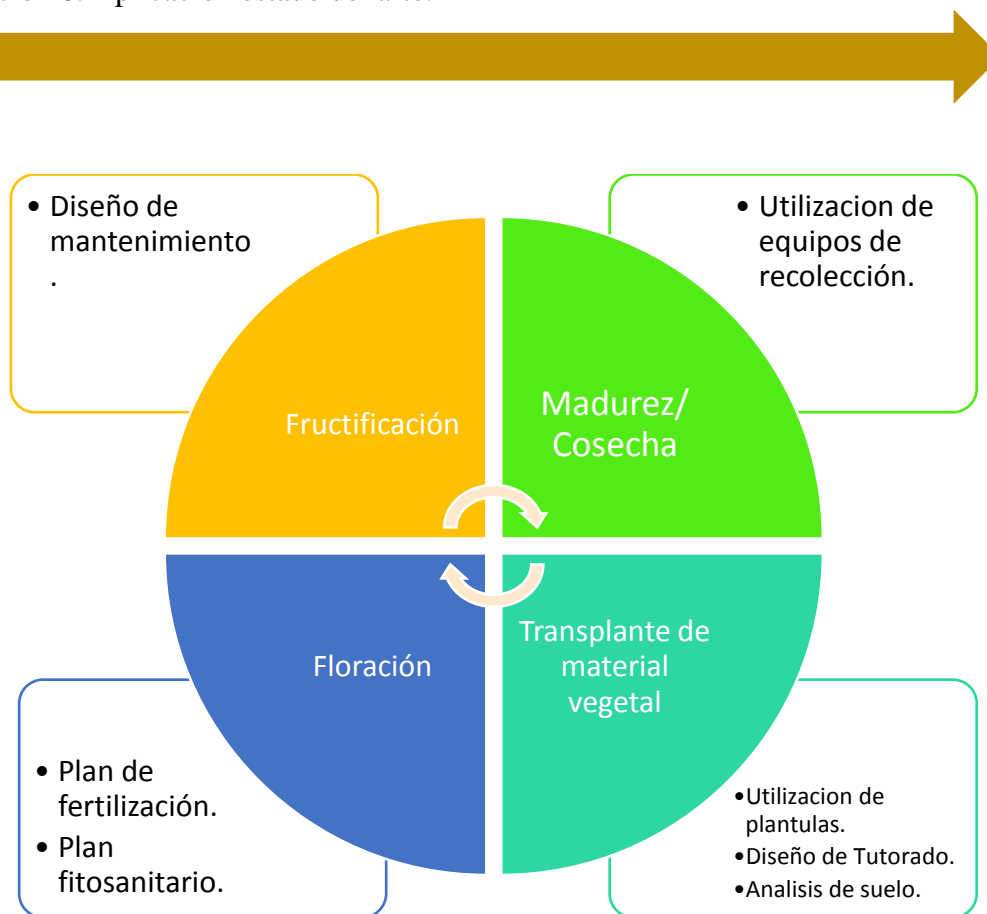 • Diseño de
mantenimiento
.
• Utilizacion de
equipos de
recolección.
Fructificación
Madurez/
Cosecha
Floración
Transplante de
material
vegetal
• Plan de
fertilización.
• Plan
fitosanitario.
•Utilizacion de
plantulas.
•Diseño de Tutorado.
•Analisis de suelo.